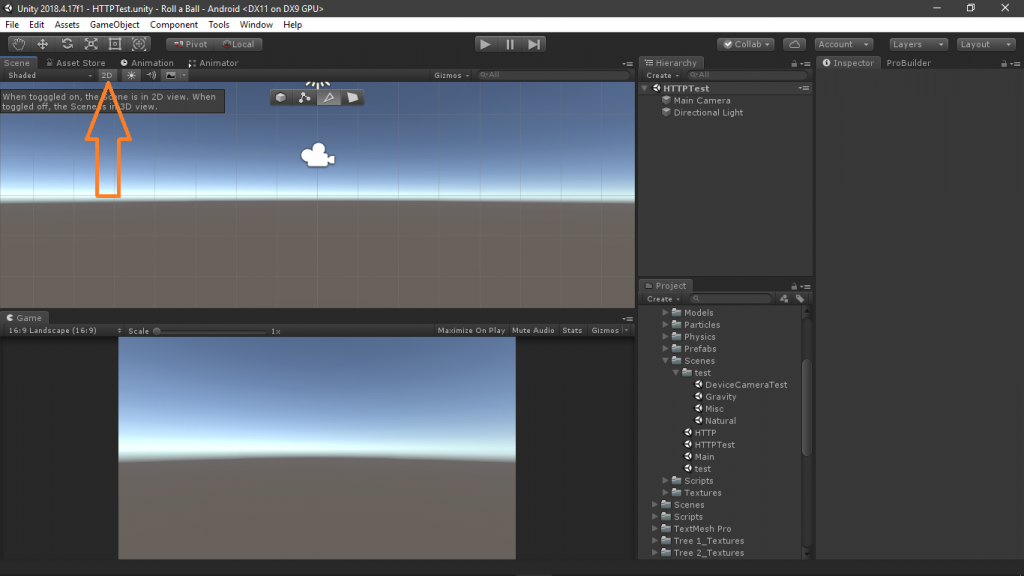 Unity 2018.4.17f1 - HTTPTest.unity - Roll a Ball - Android <DX11 on DX9 GPU>
File Edit Assets GameObject Component Tools Window Help
Pivot Local Collab Account Layers Layout
Scene Asset Store Animation Animator
Shaded 2D Gizmos All
When togggled on, the Scene is in 2D view. When
toggled off, the Scene is in 3D view.
Game
16:9 Landscape (16:9) Scale 1x Maximize On Play Mute Audio Stats Gizmos
Hierarchy
Create All
HTTPTest
Main Camera
Directional Light
Project
Create
Models
Particles
Physics
Prefabs
Scenes
test
DeviceCameraTest
Gravity
Misc
Natural
HTTP
HTTPTest
Main
test
Scripts
Textures
Scenes
Scripts
TextMesh Pro
Tree 1_Textures
Tree 2_Textures
Inspector ProBuilder